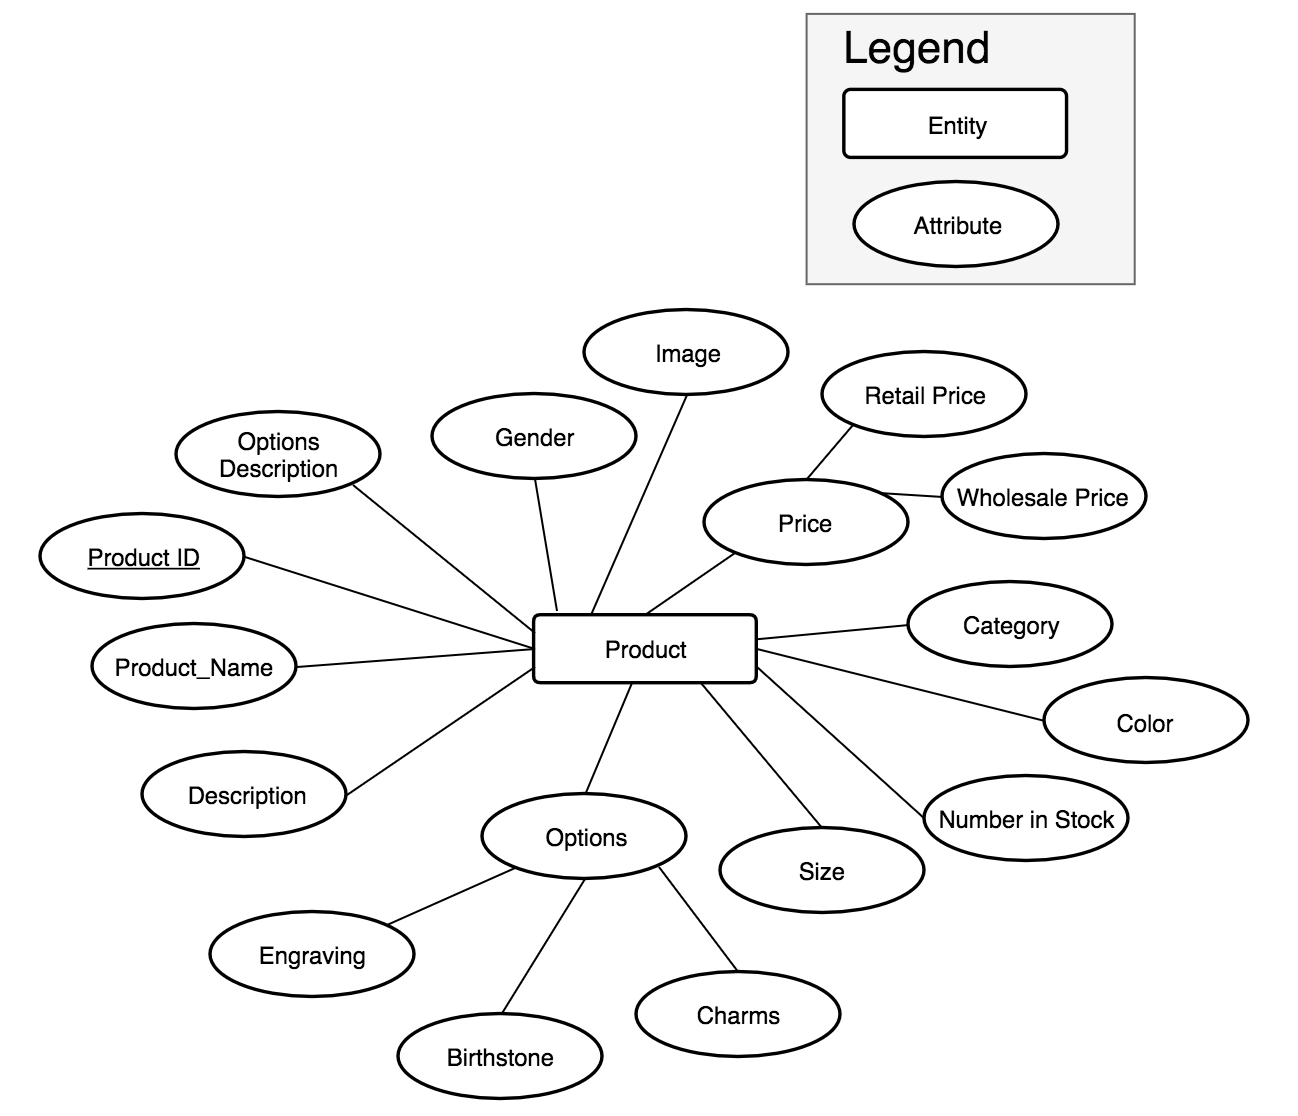 Legend
Entity
Attribute
Image
Retail Price
Gender
Options
Description
Wholesale Price
Price
Product ID
Category
Product
Product_Name
Color
Description
Number in Stock
Options
Size
Engraving
Charms
Birthstone